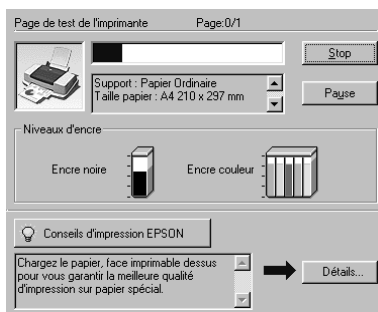 Page de test de l'imprimante Page:0/1
Stop
Support : Papier Ordinaire
Taille papier : A4 210 x 297 mm
Pause
Niveaux d'encre
Encre noire Encre couleur
Conseils d'impression EPSON
Chargez le papier, face imprimable dessus
pour vous garantir la meilleure qualité
d'impression sur papier spécial.
Détails...